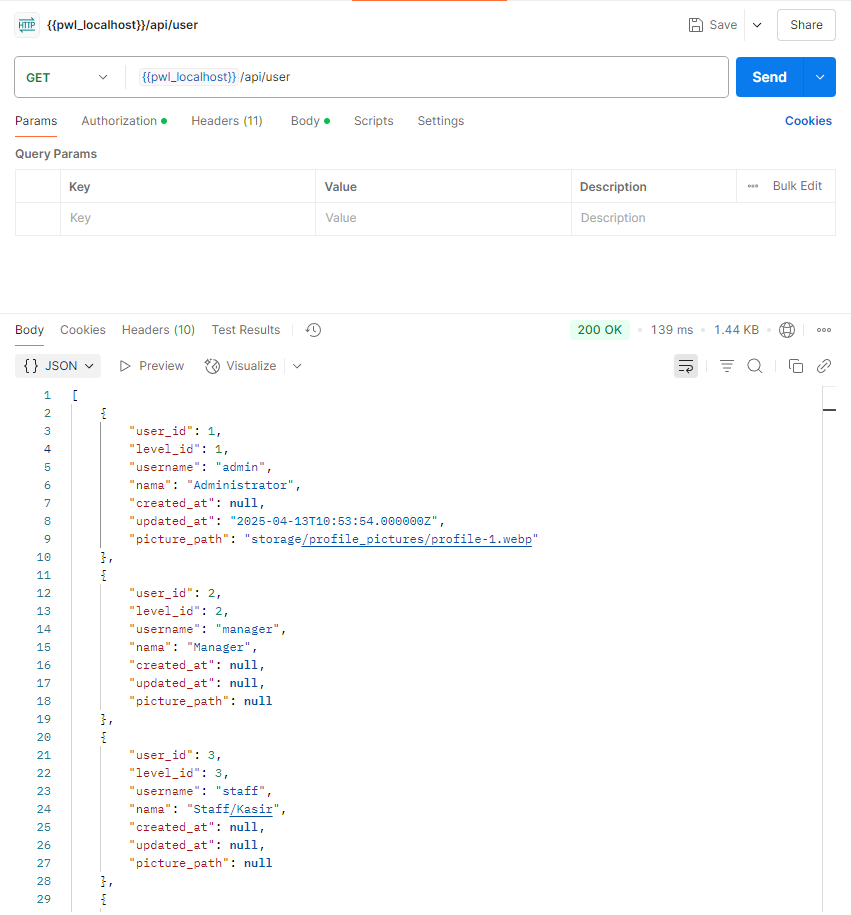 HTTP {{pwl_localhost}}/api/user Save Share
GET {{pwl_localhost}} /api/user Send
Params Authorization Headers (11) Body Scripts Settings Cookies
Query Params
Key Value Description Bulk Edit
Key Value Description
Body Cookies Headers (10) Test Results 200 OK 139 ms 1.44 KB
{} JSON Preview Visualize
1 [
2 {
3 "user_id": 1,
4 "level_id": 1,
5 "username": "admin",
6 "nama": "Administrator",
7 "created_at": null,
8 "updated_at": "2025-04-13T10:53:54.000000Z",
9 "picture_path": "storage/profile_pictures/profile-1.webp"
10 },
11 {
12 "user_id": 2,
13 "level_id": 2,
14 "username": "manager",
15 "nama": "Manager",
16 "created_at": null,
17 "updated_at": null,
18 "picture_path": null
19 },
20 {
21 "user_id": 3,
22 "level_id": 3,
23 "username": "staff",
24 "nama": "Staff/Kasir",
25 "created_at": null,
26 "updated_at": null,
27 "picture_path": null
28 },
29 {